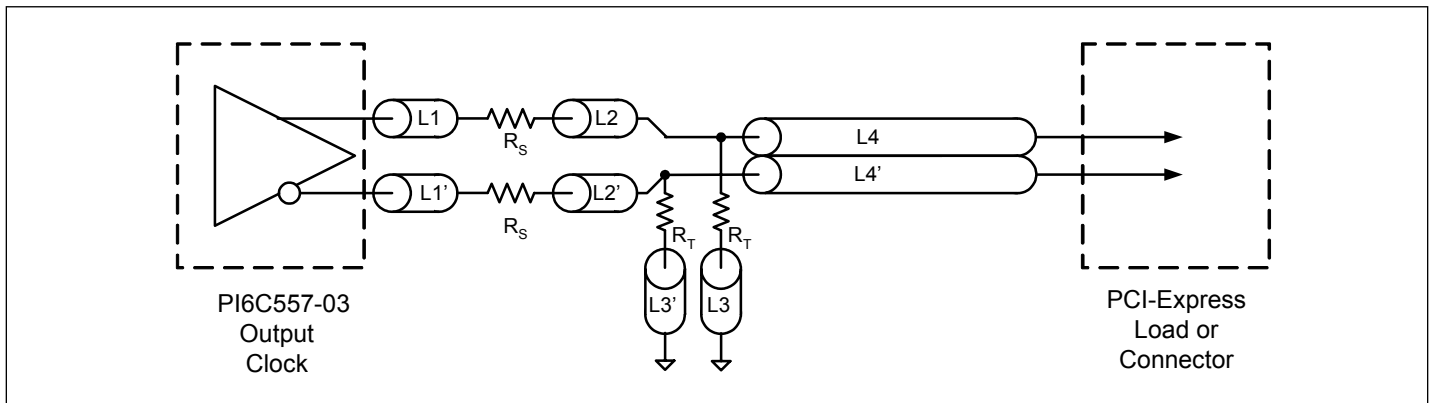 L1
R_S
L2
L4
L1’
R_S
L2’
L4’
R_T
R_T
L3’
L3
PI6C557-03
Output
Clock
PCI-Express
Load or
Connector